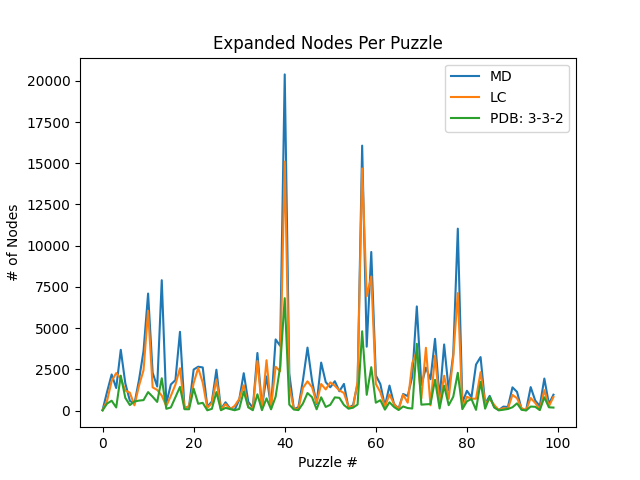 Expanded Nodes Per Puzzle
MD
LC
PDB: 3-3-2
# of Nodes
20000
17500
15000
12500
10000
7500
5000
2500
0
0 20 40 60 80 100
Puzzle #